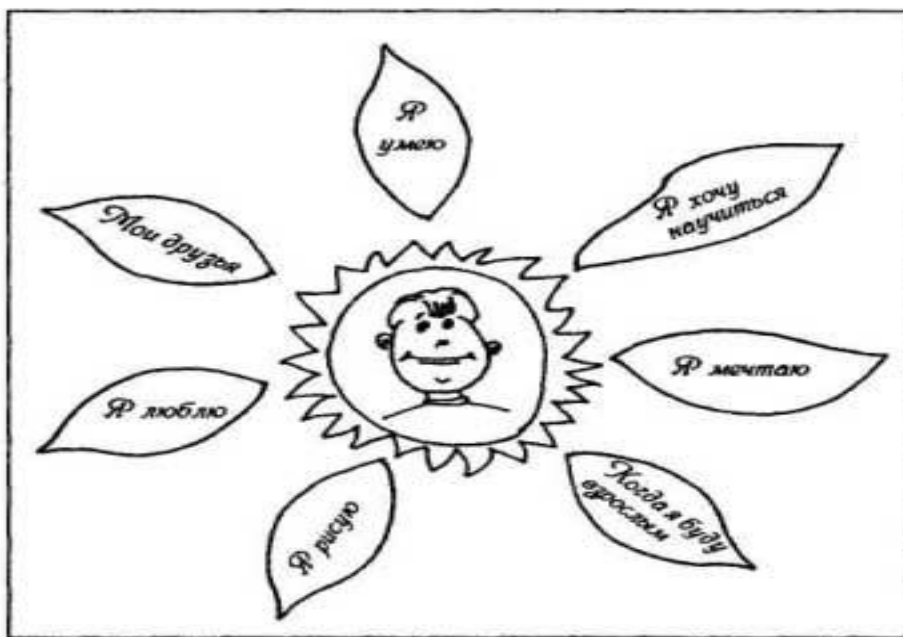 Я
умею
Я хочу
научиться
Мои друзья
Я мечтаю
Я люблю
Когда я буду
взрослым
Я рисую